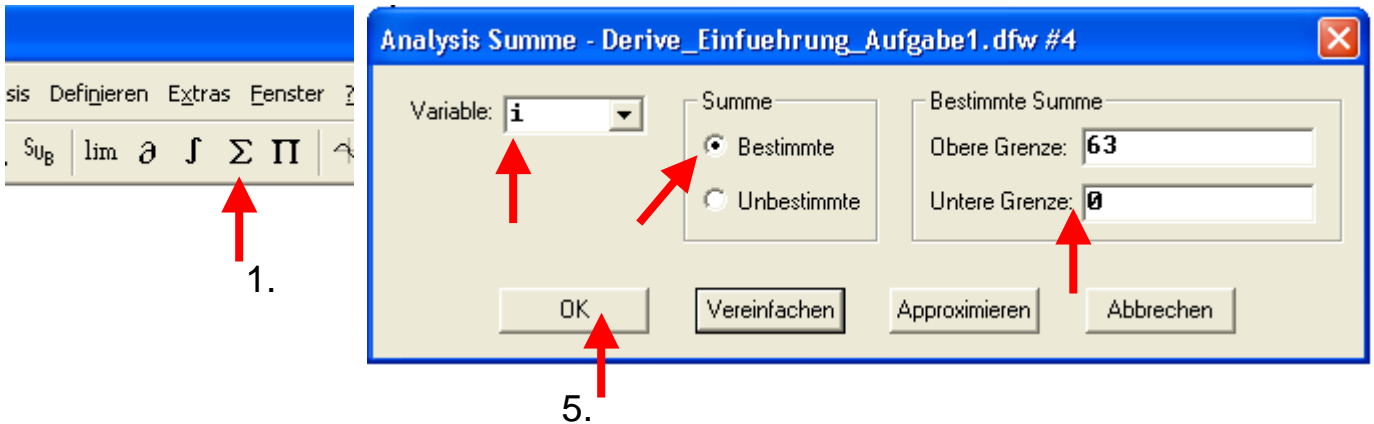 sis Definieren Extras Fenster ?
SUB lim ∂ ∫ Σ Π
1.
Analysis Summe - Derive_Einfuehrung_Aufgabe1.dfw #4
Variable: i
Summe
Bestimmte
Unbestimmte
Bestimmte Summe
Obere Grenze: 63
Untere Grenze: 0
OK Vereinfachen Approximieren Abbrechen
5.